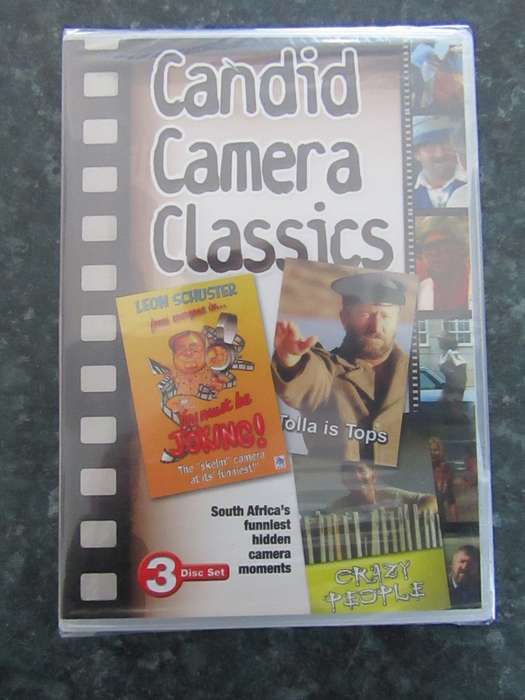 Candid
Camera
Classics
LEON SCHUSTER
You must be
JOKING!
The "skelm" camera
at its funniest!"
Tolla is Tops
South Africa's
funniest
hidden
camera
moments
3 Disc Set
CRAZY
PEOPLE